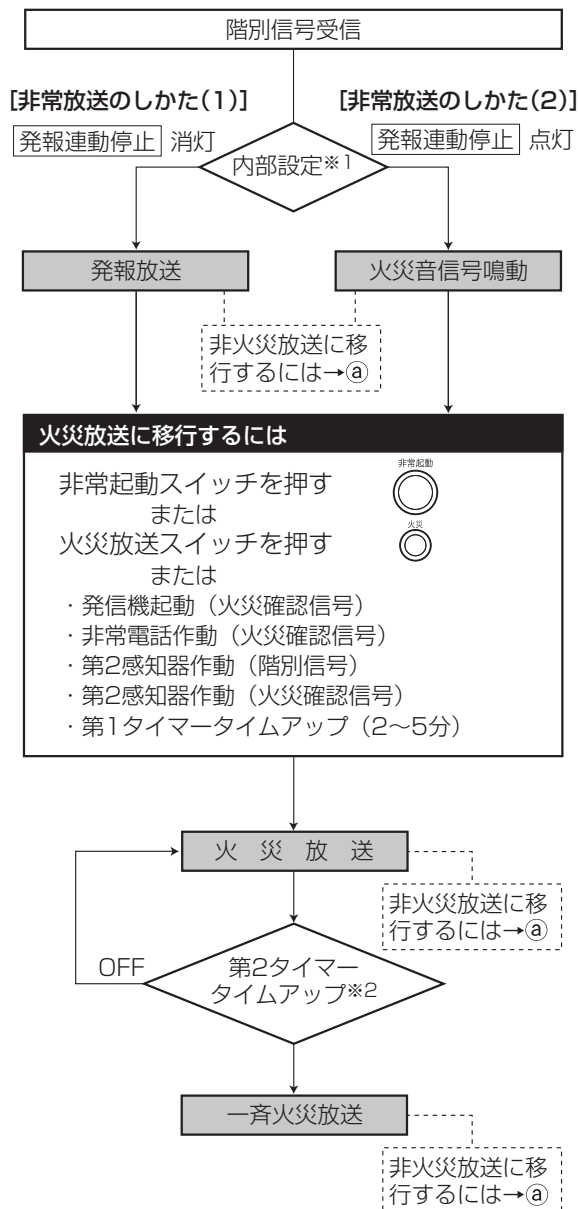 階別信号受信
[非常放送のしかた(1)]
[非常放送のしかた(2)]
発報連動停止 消灯
発報連動停止 点灯
内部設定※1
発報放送
火災音信号鳴動
非火災放送に移
行するには→ⓐ
火災放送に移行するには
非常起動スイッチを押す
非常起動
または
火災放送スイッチを押す
火災
または
・発信機起動（火災確認信号）
・非常電話作動（火災確認信号）
・第2感知器作動（階別信号）
・第2感知器作動（火災確認信号）
・第1タイマータイムアップ（2〜5分）
火 災 放 送
非火災放送に移
行するには→ⓐ
OFF
第2タイマー
タイムアップ※2
一斉火災放送
非火災放送に移
行するには→ⓐ